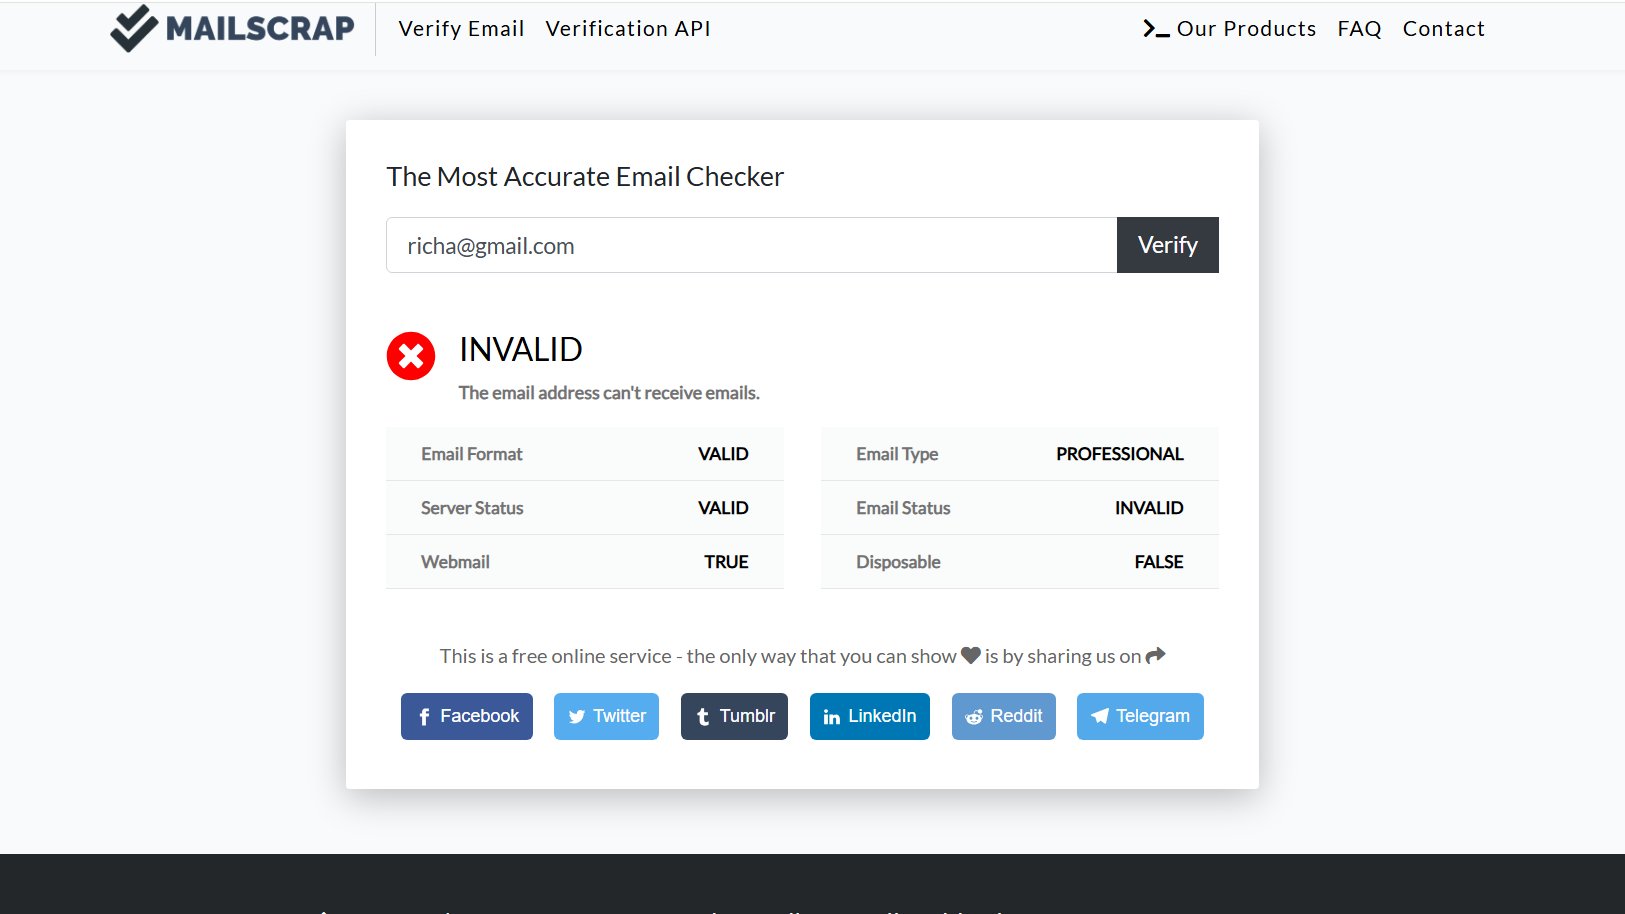 MAILSCRAP Verify Email Verification API Our Products FAQ Contact
The Most Accurate Email Checker
richa@gmail.com Verify
INVALID
The email address can't receive emails.
Email Format VALID Email Type PROFESSIONAL
Server Status VALID Email Status INVALID
Webmail TRUE Disposable FALSE
This is a free online service - the only way that you can show is by sharing us on
Facebook Twitter Tumblr LinkedIn Reddit Telegram